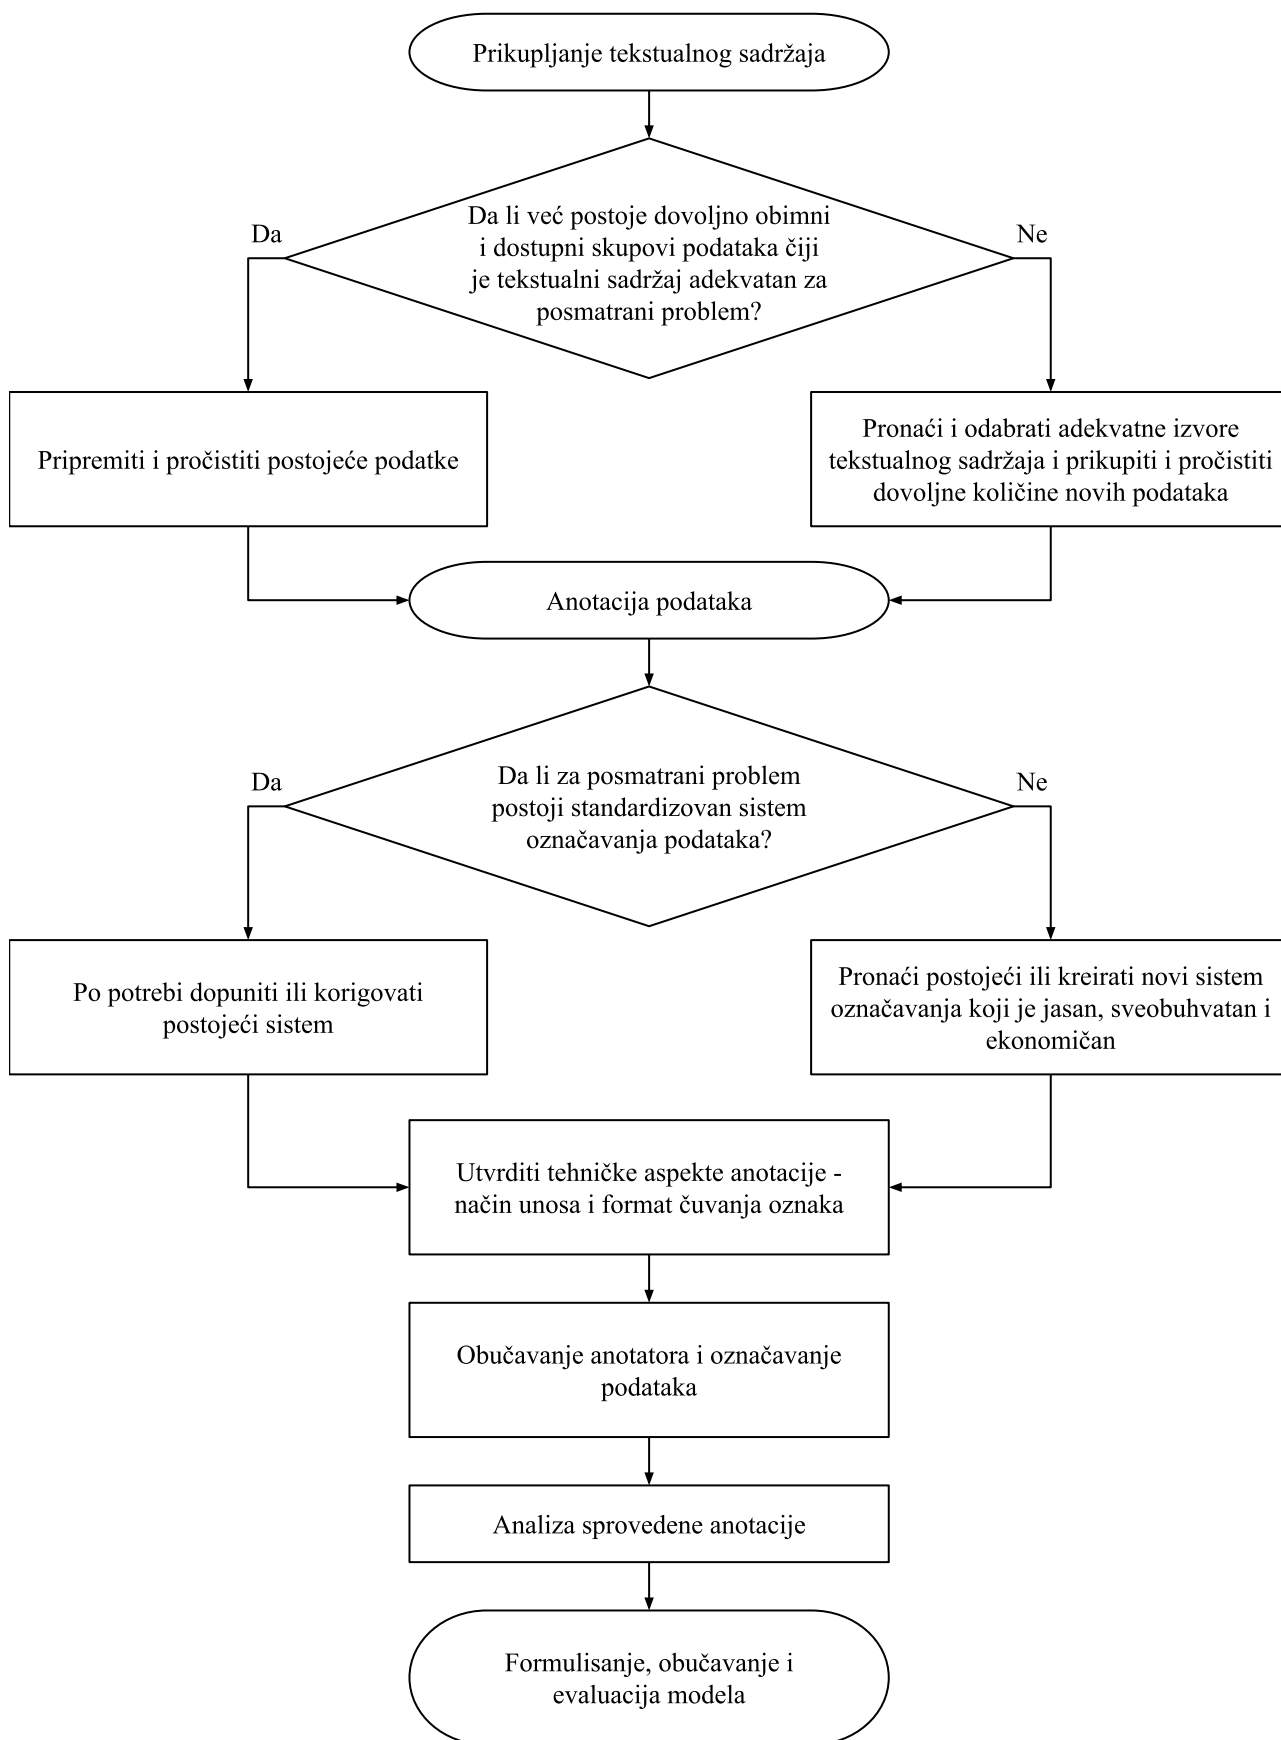 Prikupljanje tekstualnog sadržaja
Da li već postoje dovoljno obimni
i dostupni skupovi podataka čiji
je tekstualni sadržaj adekvatan za
posmatrani problem?
Da
Ne
Pripremiti i pročistiti postojeće podatke
Pronaći i odabrati adekvatne izvore
tekstualnog sadržaja i prikupiti i pročistiti
dovoljne količine novih podataka
Anotacija podataka
Da li za posmatrani problem
postoji standardizovan sistem
označavanja podataka?
Da
Ne
Po potrebi dopuniti ili korigovati
postojeći sistem
Pronaći postojeći ili kreirati novi sistem
označavanja koji je jasan, sveobuhvatan i
ekonomičan
Utvrditi tehničke aspekte anotacije -
način unosa i format čuvanja oznaka
Obučavanje anotatora i označavanje
podataka
Analiza sprovedene anotacije
Formulisanje, obučavanje i
evaluacija modela